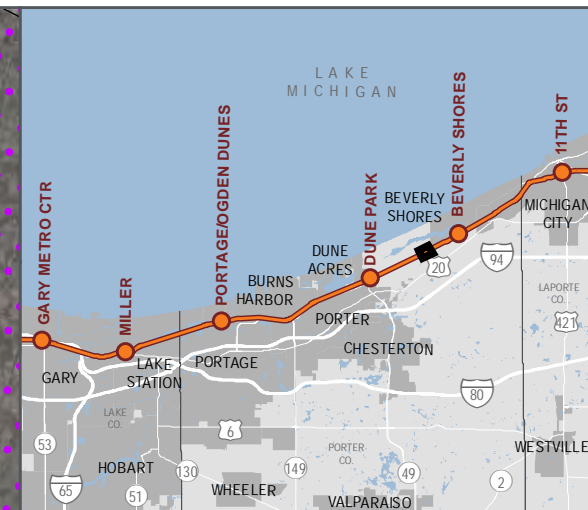 LAKE
MICHIGAN
11TH ST
BEVERLY SHORES
PORTAGE/OGDEN DUNES
DUNE PARK
GARY METRO CTR
MILLER
BEVERLY
SHORES
MICHIGAN
CITY
DUNE
ACRES
20
94
BURNS
HARBOR
LAPORTE
CO.
421
PORTER
CHESTERTON
LAKE
STATION
PORTAGE
GARY
80
LAKE
CO.
6
53
PORTER
CO.
WESTVILLE
HOBART
130
149
49
2
65
51
WHEELER
VALPARAISO